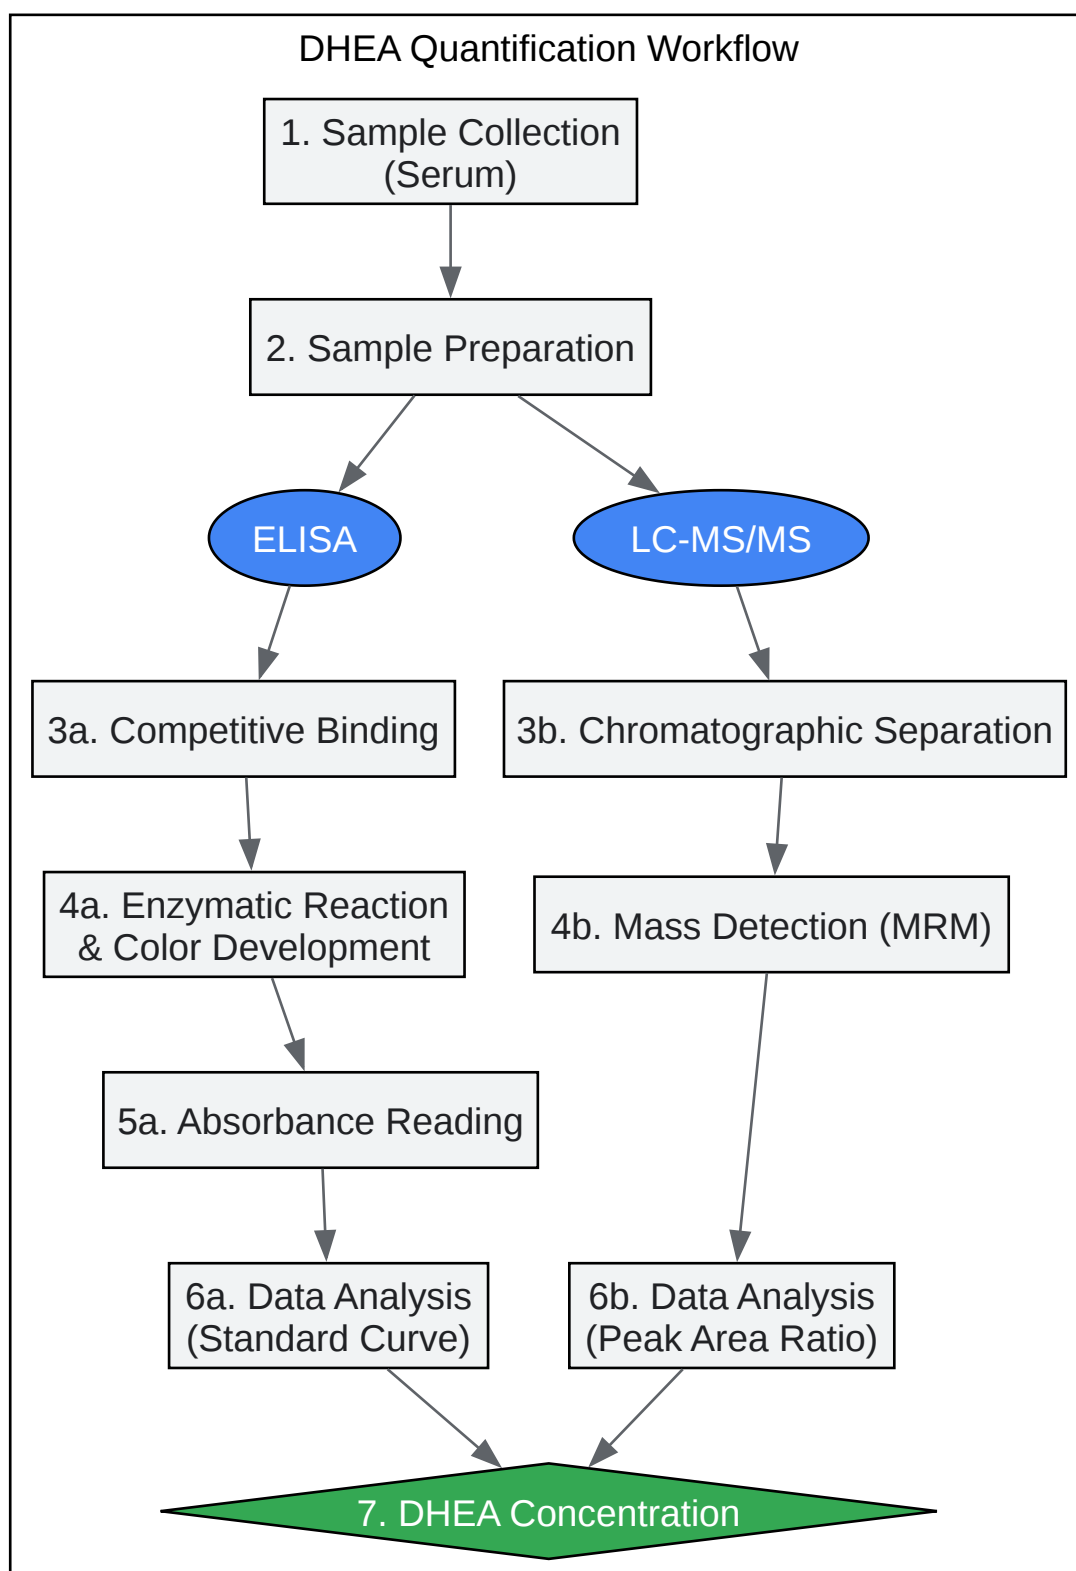 DHEA Quantification Workflow
1. Sample Collection
(Serum)
2. Sample Preparation
ELISA
LC-MS/MS
3a. Competitive Binding
3b. Chromatographic Separation
4a. Enzymatic Reaction
& Color Development
4b. Mass Detection (MRM)
5a. Absorbance Reading
6a. Data Analysis
(Standard Curve)
6b. Data Analysis
(Peak Area Ratio)
7. DHEA Concentration